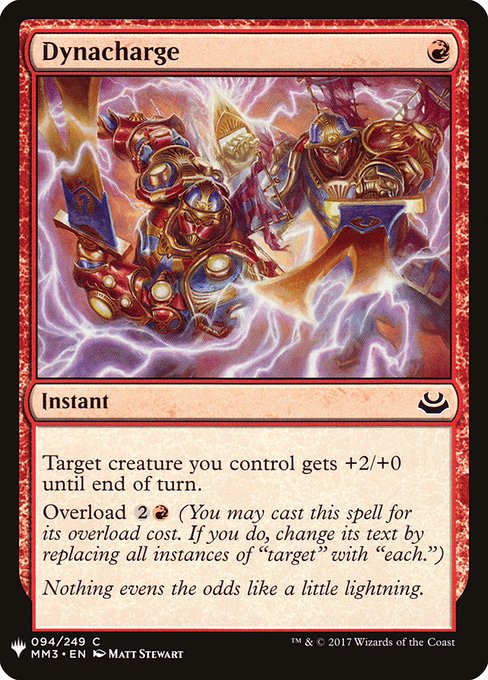 Dynacharge
Instant
Target creature you control gets +2/+0
until end of turn.
Overload 2 (You may cast this spell for
its overload cost. If you do, change its text by
replacing all instances of “target” with “each.”)
Nothing evens the odds like a little lightning.
094/249 C
MM3 • EN Matt Stewart
™ & © 2017 Wizards of the Coast